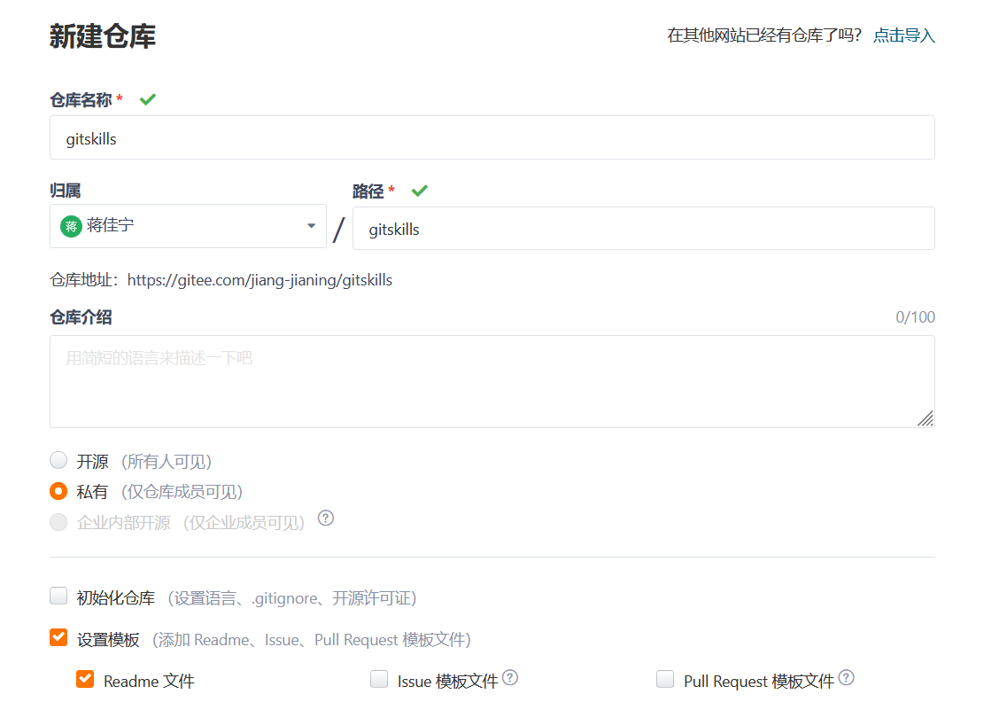 新建仓库
在其他网站已经有仓库了吗？ 点击导入
仓库名称 *
gitskills
归属
路径 *
蒋 蒋佳宁
/
gitskills
仓库地址：https://gitee.com/jiang-jianing/gitskills
仓库介绍
0/100
用简短的语言来描述一下吧
开源 （所有人可见）
私有 （仅仓库成员可见）
企业内部开源 （仅企业成员可见） ?
初始化仓库 （设置语言、.gitignore、开源许可证）
设置模板 （添加 Readme、Issue、Pull Request 模板文件）
Readme 文件
Issue 模板文件 ?
Pull Request 模板文件 ?